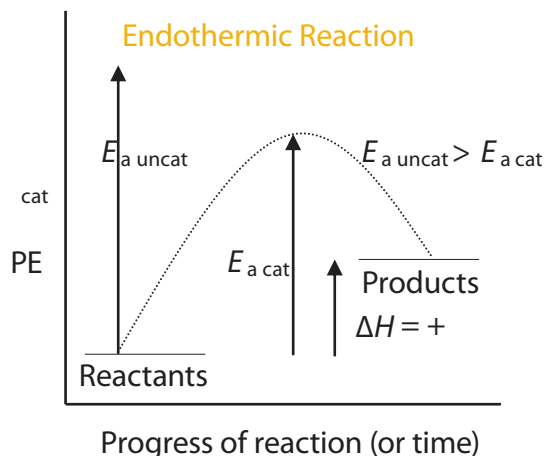 Endothermic Reaction
E a uncat
E a uncat > E a cat
cat
PE
E a cat
Products
ΔH = +
Reactants
Progress of reaction (or time)